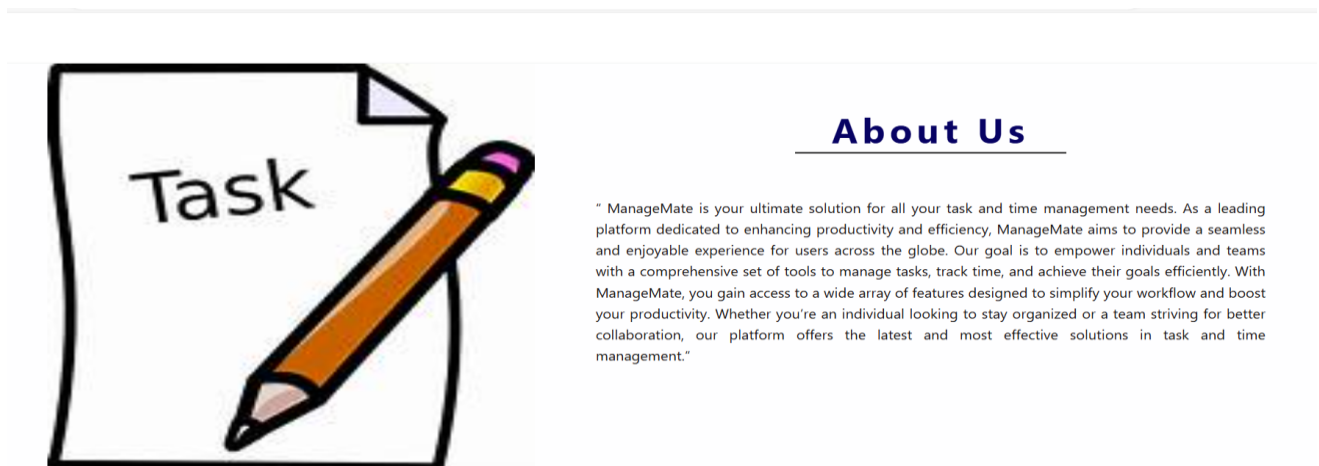 Task
About Us
“ ManageMate is your ultimate solution for all your task and time management needs. As a leading
platform dedicated to enhancing productivity and efficiency, ManageMate aims to provide a seamless
and enjoyable experience for users across the globe. Our goal is to empower individuals and teams
with a comprehensive set of tools to manage tasks, track time, and achieve their goals efficiently. With
ManageMate, you gain access to a wide array of features designed to simplify your workflow and boost
your productivity. Whether you’re an individual looking to stay organized or a team striving for better
collaboration, our platform offers the latest and most effective solutions in task and time
management.”